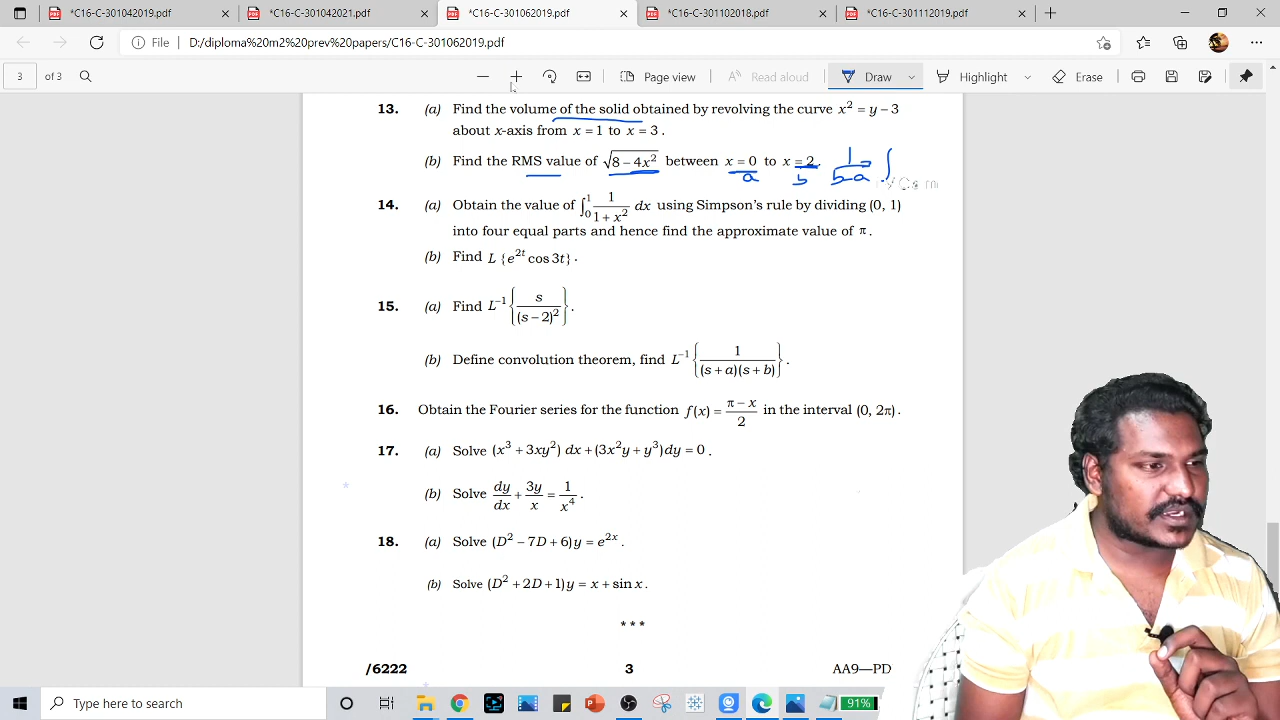 *C16-C-301042019.pdf
*C16-C-301042021.pdf
*C16-C-301062019.pdf
*C16-C-301102018.pdf
*C16-C-301112019.pdf
File D:/diploma%20m2%20prev%20papers/C16-C-301062019.pdf
3 of 3
Page view
Read aloud
Draw
Highlight
Erase
13. (a) Find the volume of the solid obtained by revolving the curve x² = y − 3
about x-axis from x = 1 to x = 3 .
(b) Find the RMS value of √(8 − 4x²) between x = 0 to x = 2. 1/(b-a) ∫
a b
14. (a) Obtain the value of ∫₀¹ 1/(1 + x²) dx using Simpson's rule by dividing (0, 1)
into four equal parts and hence find the approximate value of π.
(b) Find L {e^{2t} cos 3t} .
15. (a) Find L⁻¹ {s/(s − 2)²} .
(b) Define convolution theorem, find L⁻¹ {1/((s + a)(s + b))} .
16. Obtain the Fourier series for the function f(x) = (π − x)/2 in the interval (0, 2π).
17. (a) Solve (x³ + 3xy²) dx + (3x²y + y³)dy = 0 .
(b) Solve dy/dx + 3y/x = 1/x⁴ .
18. (a) Solve (D² − 7D + 6)y = e^{2x} .
(b) Solve (D² + 2D + 1)y = x + sin x .
* * *
/6222 3 AA9—PD
Type here to search
91%